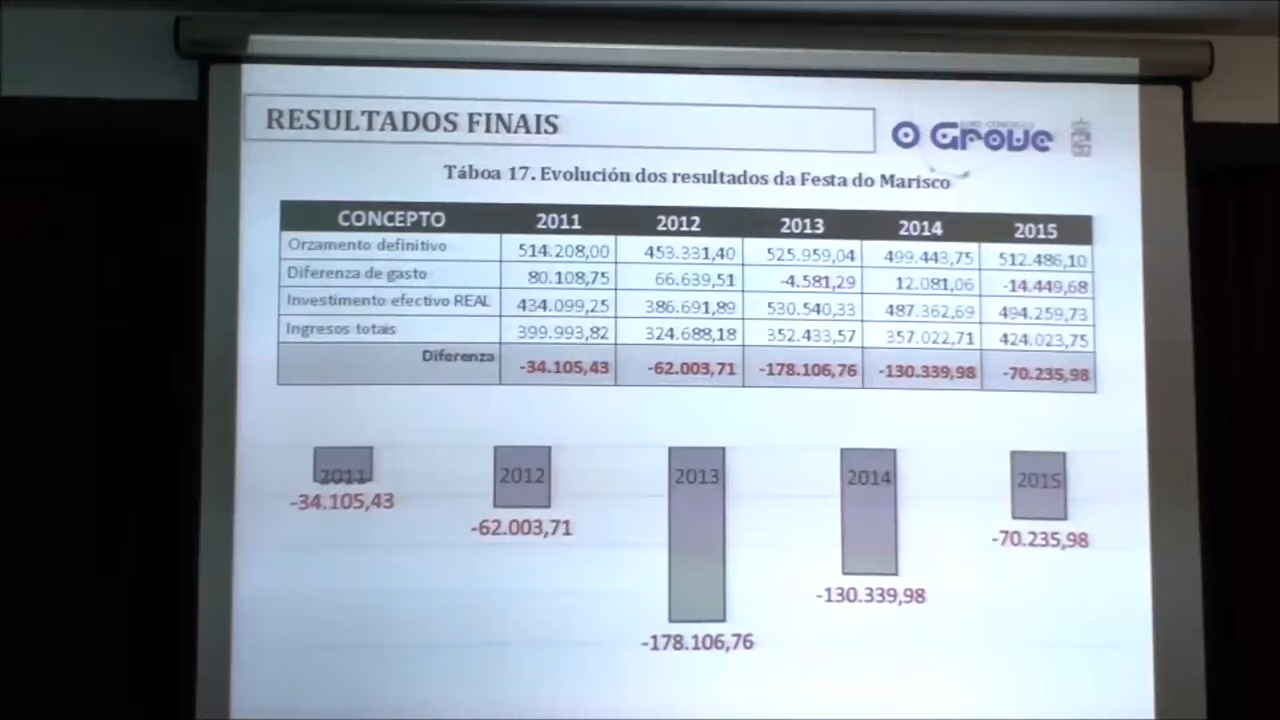 RESULTADOS FINAIS
O Grove
Táboa 17. Evolución dos resultados da Festa do Marisco
CONCEPTO 2011 2012 2013 2014 2015
Orzamento definitivo 514.208,00 453.331,40 525.959,04 499.443,75 512.486,10
Diferenza de gasto 80.108,75 66.639,51 -4.581,29 12.081,06 -14.449,68
Investimento efectivo REAL 434.099,25 386.691,89 530.540,33 487.362,69 494.259,73
Ingresos totais 399.993,82 324.688,18 352.433,57 357.022,71 424.023,75
Diferenza -34.105,43 -62.003,71 -178.106,76 -130.339,98 -70.235,98
2011 2012 2013 2014 2015
-34.105,43
-62.003,71
-70.235,98
-130.339,98
-178.106,76